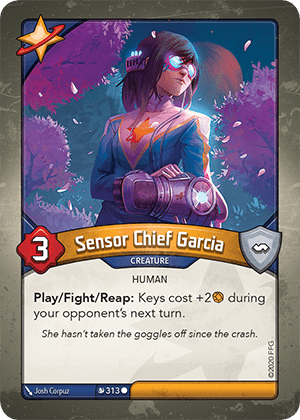 Sensor Chief Garcia
3
CREATURE
HUMAN
Play/Fight/Reap: Keys cost +2 during
your opponent's next turn.
She hasn't taken the goggles off since the crash.
©2020 FFG
Josh Corpuz
313